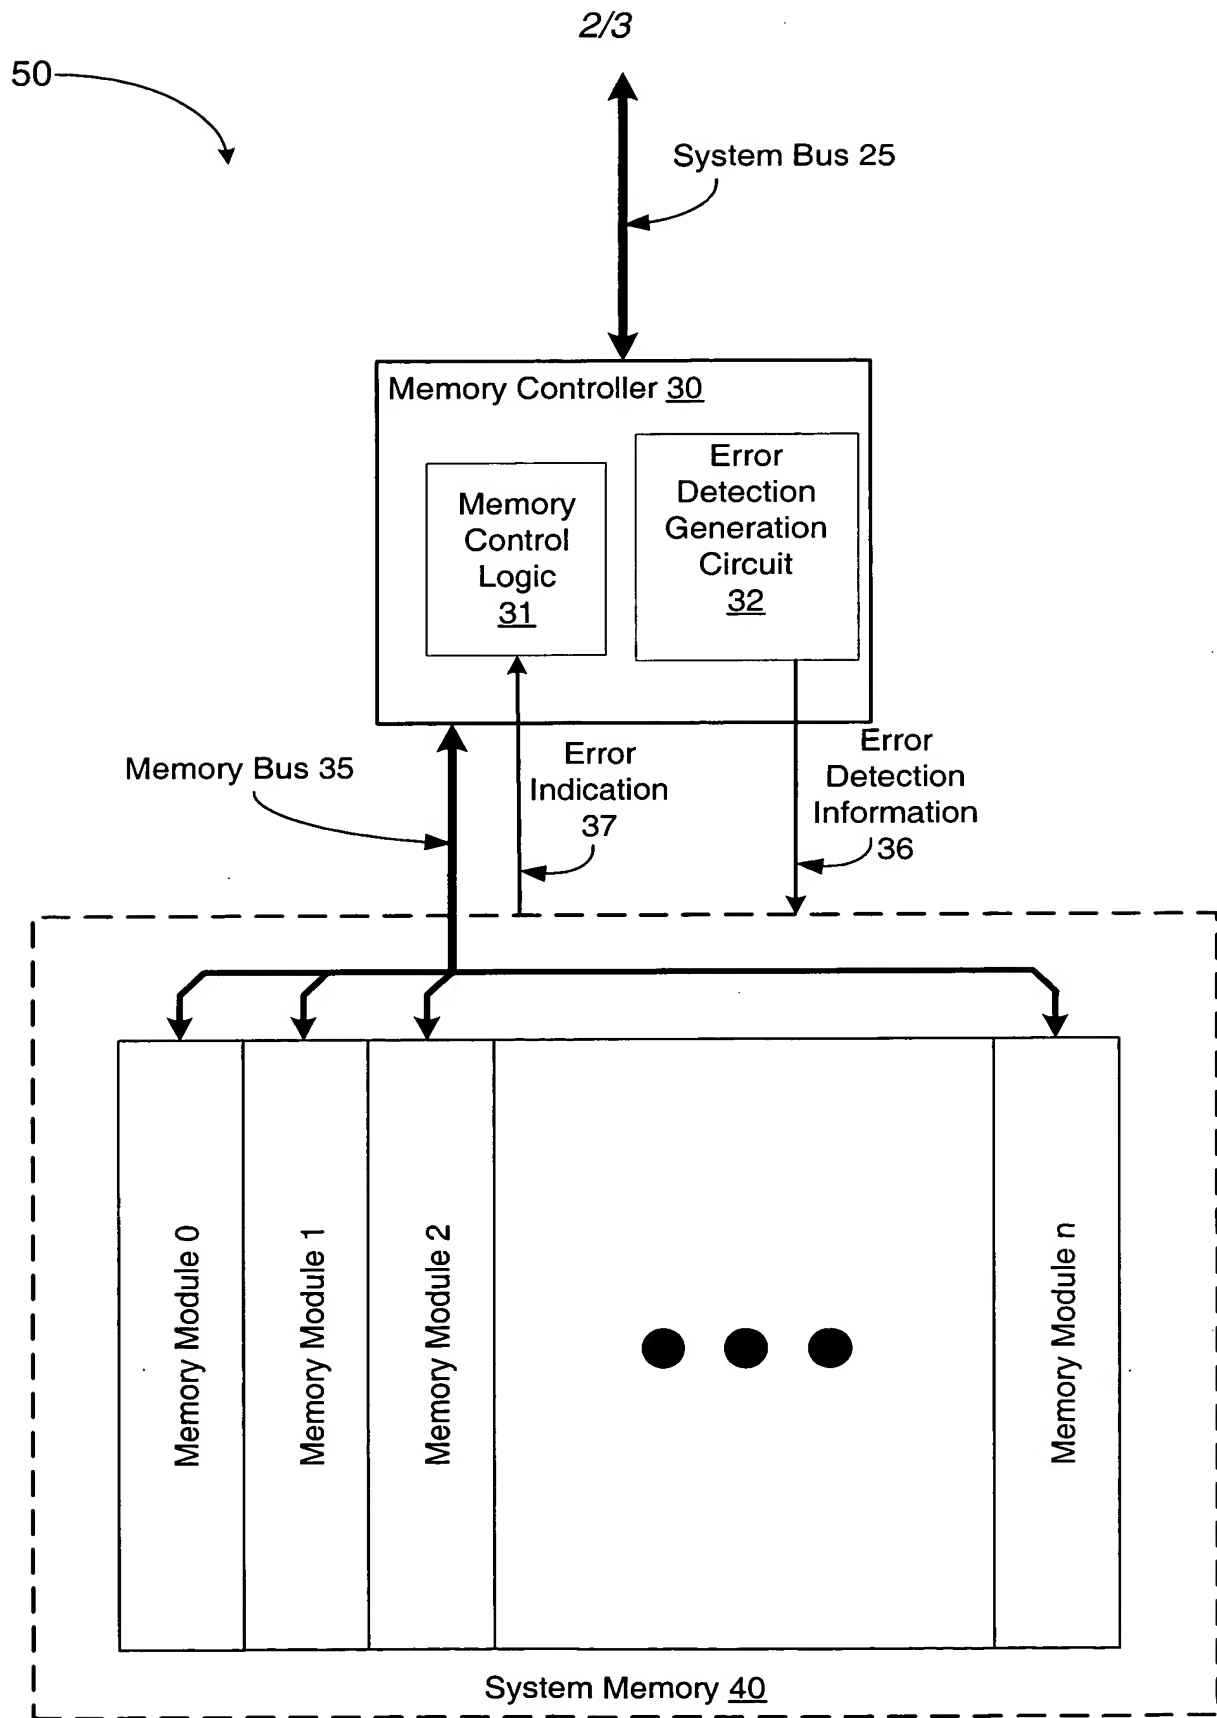 2/3
50
System Bus 25
Memory Controller 30
Memory
Control
Logic
31
Error
Detection
Generation
Circuit
32
Memory Bus 35
Error
Indication
37
Error
Detection
Information
36
Memory Module 0
Memory Module 1
Memory Module 2
Memory Module n
System Memory 40